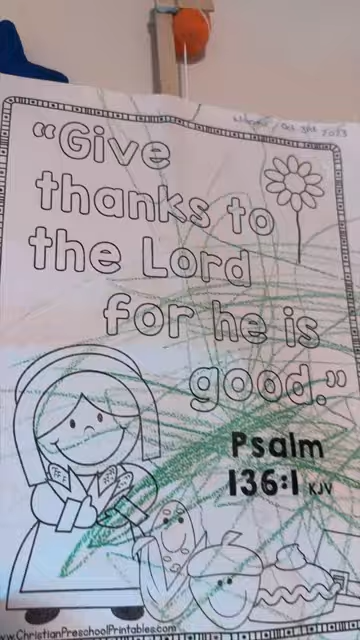 “Give
thanks to
the Lord
for he is
good.”
Psalm
136:1 KJV
www.ChristianPreschoolPrintables.com